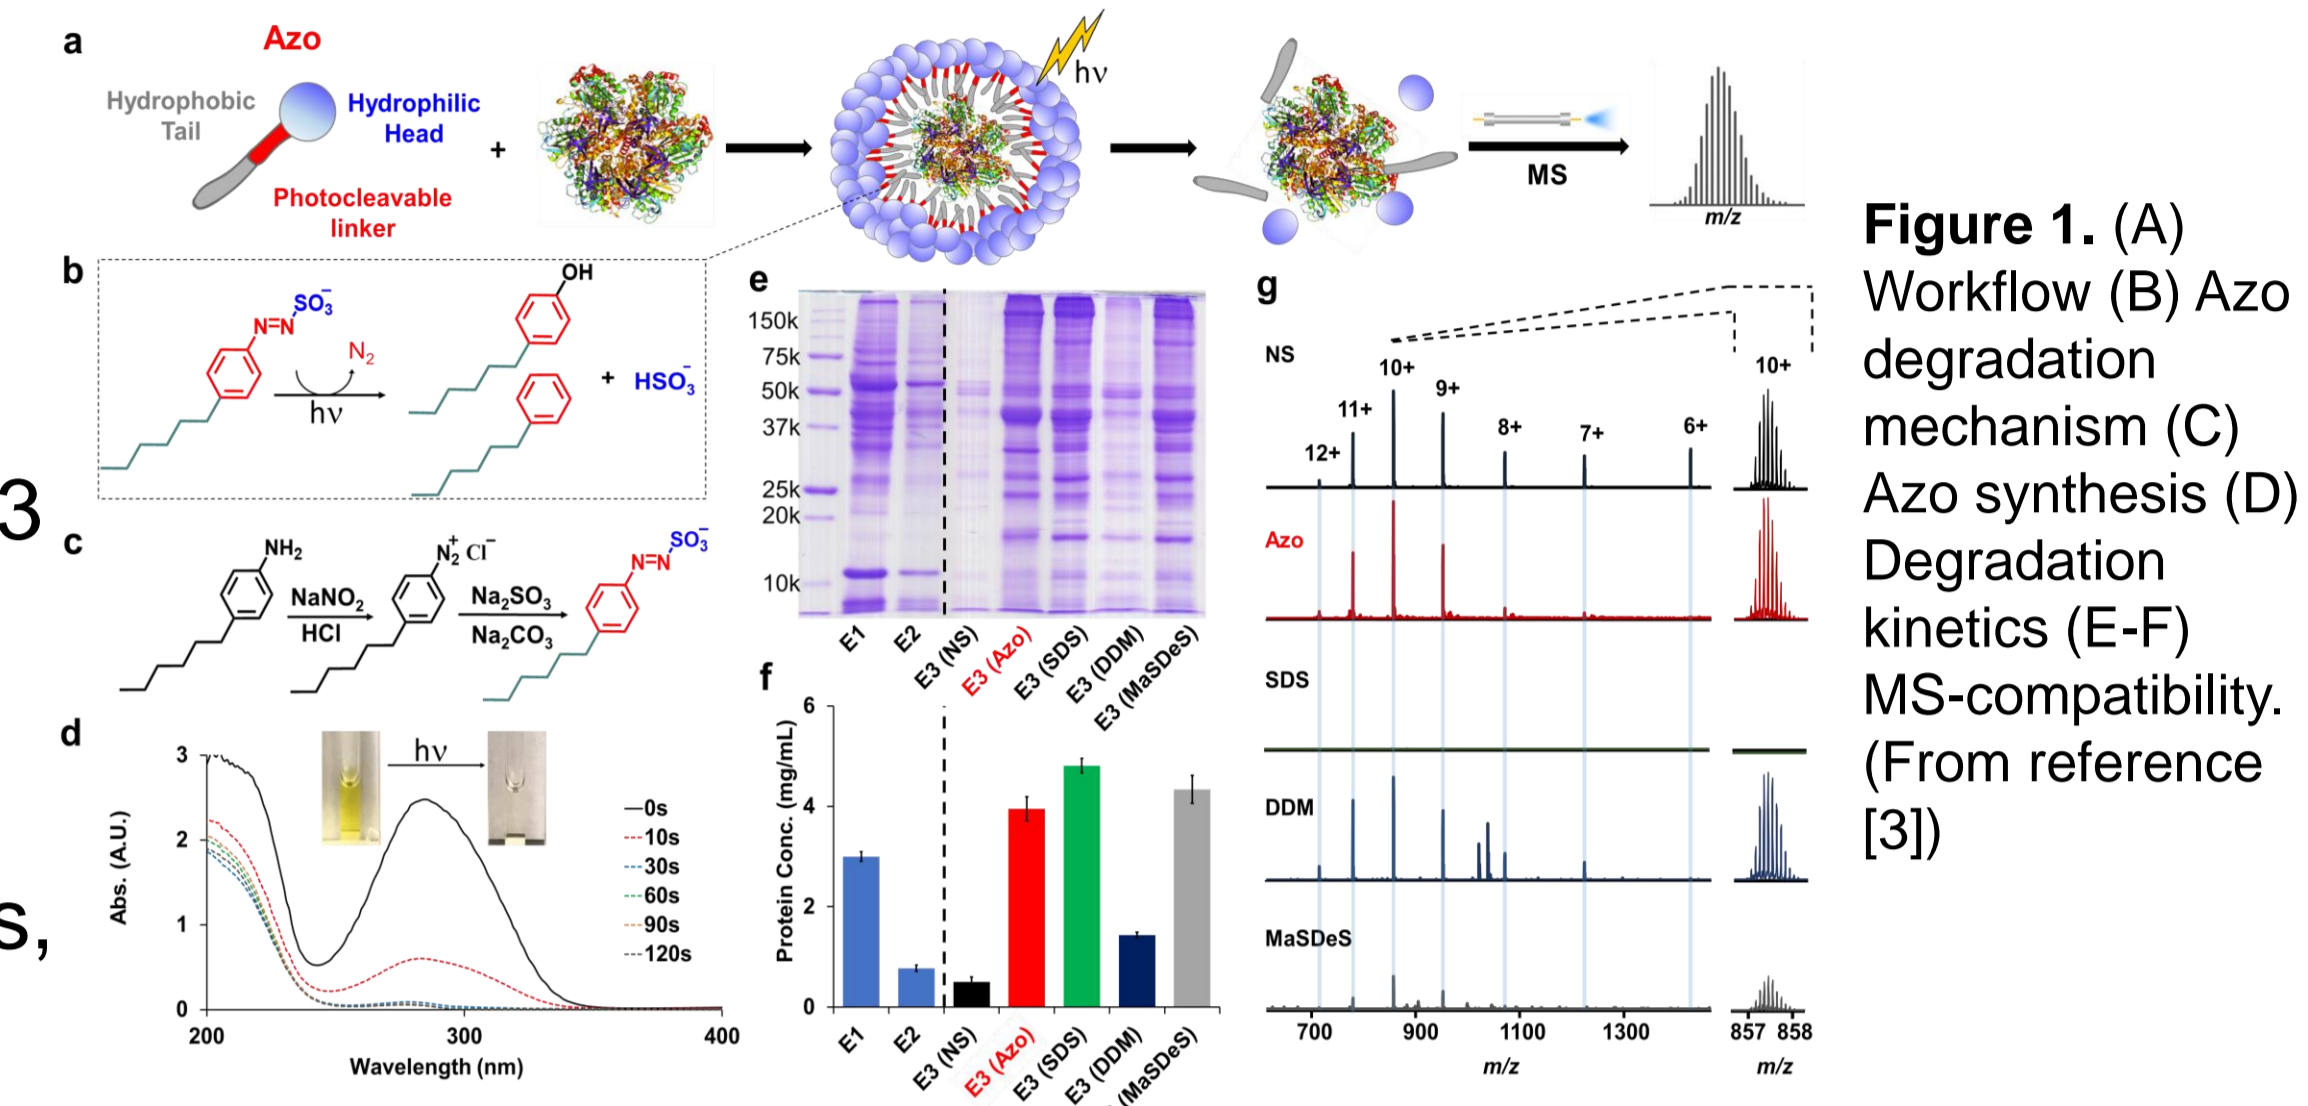 a
Azo
Hydrophobic
Tail
Hydrophilic
Head
Photocleavable
linker
+
hν
MS
m/z
b
SO3−
N=N
N2
hν
OH
+
HSO3−
3
c
NH2
NaNO2
HCl
N2+ Cl−
Na2SO3
Na2CO3
SO3−
N=N
s,
d
3
2
1
0
Abs. (A.U.)
hν
0s
10s
30s
60s
90s
120s
200
300
400
Wavelength (nm)
e
150k
75k
50k
37k
25k
20k
10k
E1
E2
E3 (NS)
E3 (Azo)
E3 (SDS)
E3 (DDM)
E3 (MaSDeS)
f
6
4
2
0
Protein Conc. (mg/mL)
E1
E2
E3 (NS)
E3 (Azo)
E3 (SDS)
E3 (DDM)
(MaSDeS)
g
NS
12+
11+
10+
9+
8+
7+
6+
10+
Azo
SDS
DDM
MaSDeS
700
900
1100
1300
857
858
m/z
m/z
Figure 1. (A)
Workflow (B) Azo
degradation
mechanism (C)
Azo synthesis (D)
Degradation
kinetics (E-F)
MS-compatibility.
(From reference
[3])